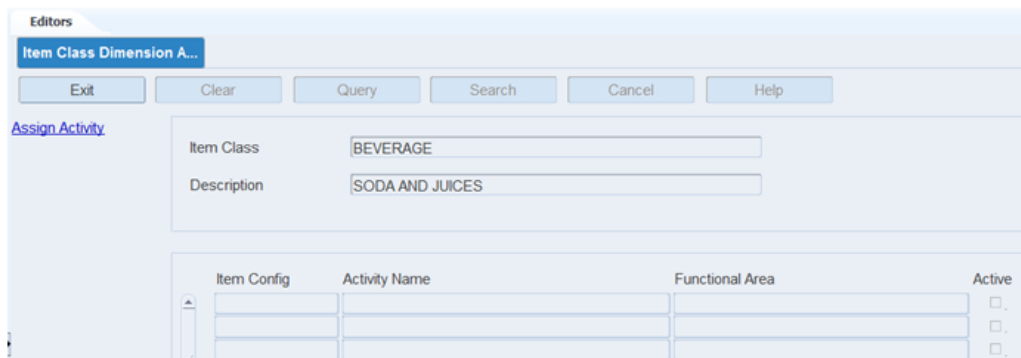 Editors
Item Class Dimension A...
Exit Clear Query Search Cancel Help
Assign Activity
Item Class BEVERAGE
Description SODA AND JUICES
Item Config Activity Name Functional Area Active